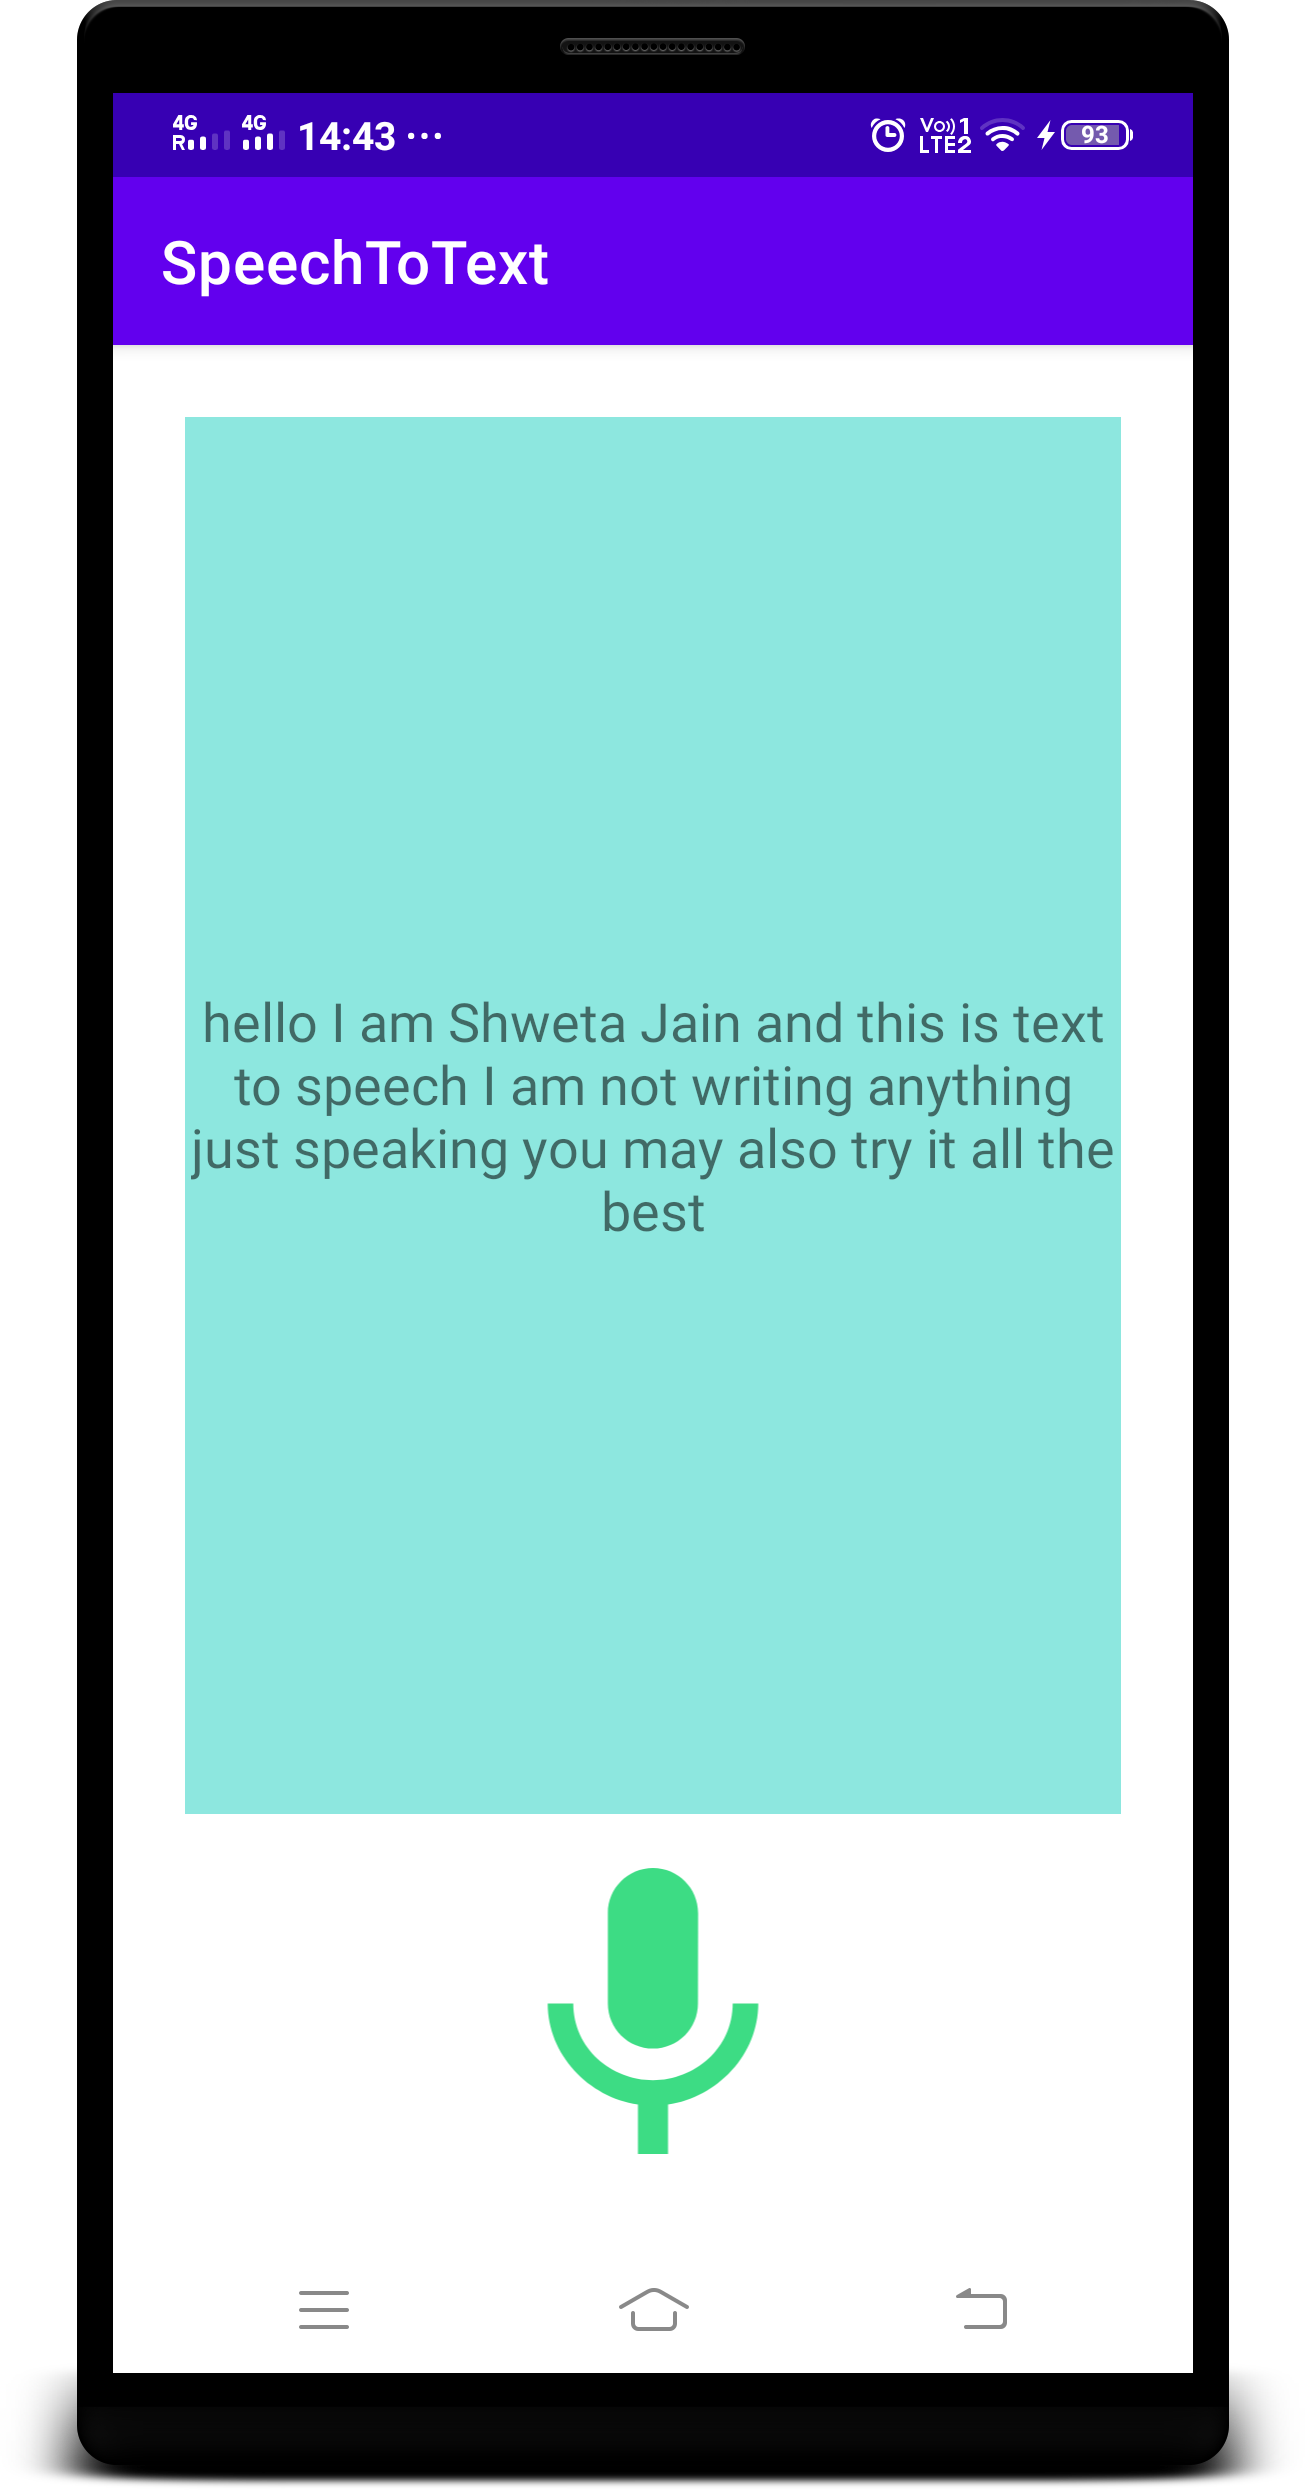 4G R 4G 14:43 ... Vo) 1 LTE2 93
SpeechToText
hello I am Shweta Jain and this is text
to speech I am not writing anything
just speaking you may also try it all the
best